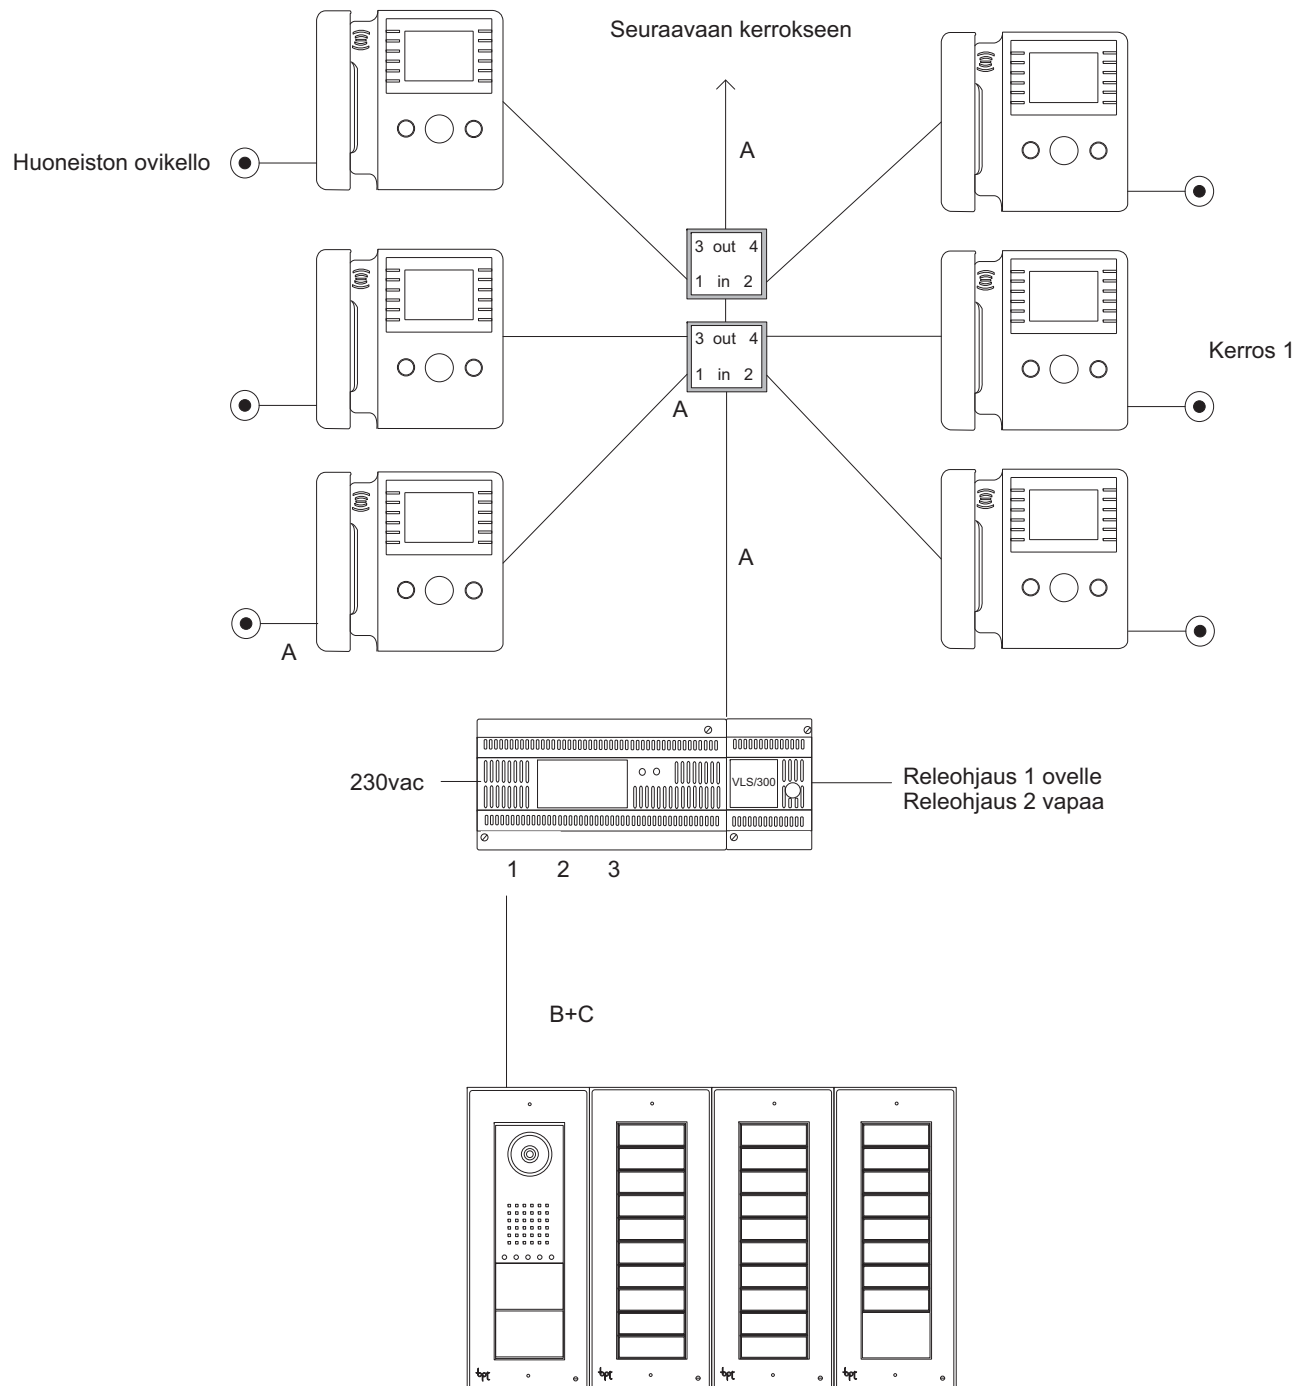 Seuraavaan kerrokseen
A
Huoneiston ovikello
3 out 4
1 in 2
3 out 4
1 in 2
Kerros 1
A
A
A
230vac
VLS/300
Releohjaus 1 ovelle
Releohjaus 2 vapaa
1 2 3
B+C
bpt bpt bpt bpt